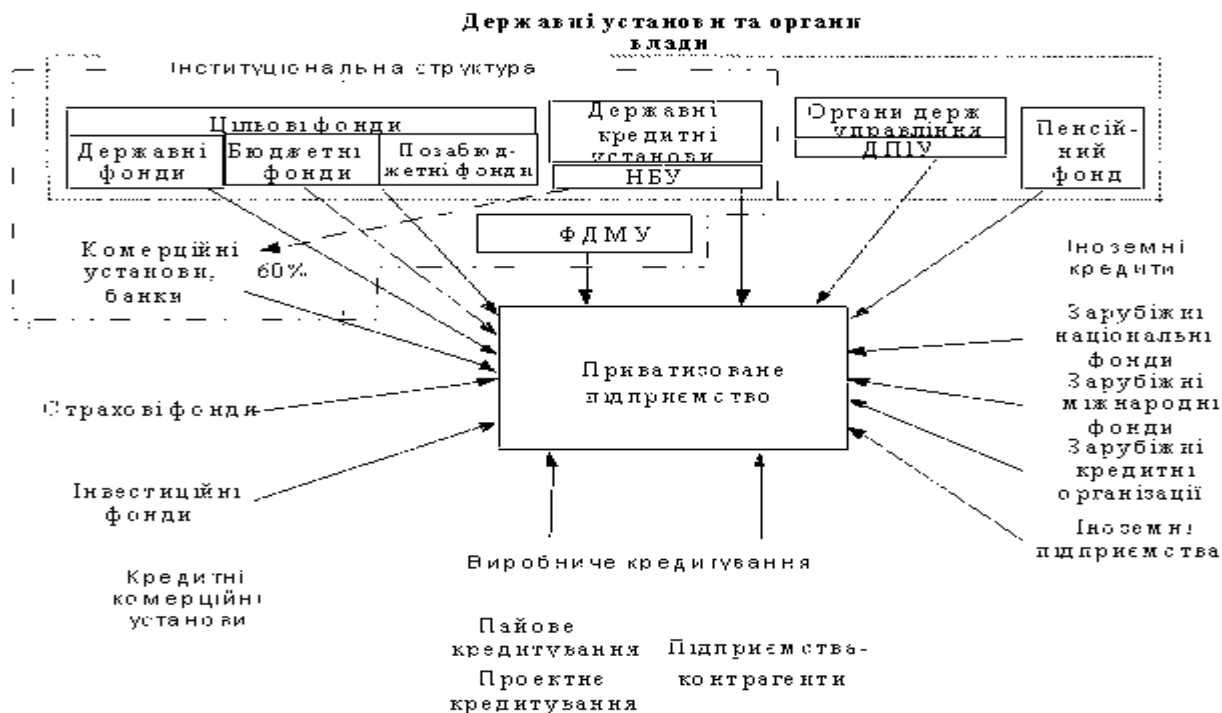 Державні установи та органи
влади
Інституціональна структура
Цільові фонди
Державні
фонди
Бюджетні
фонди
Позабюд-
жетні фонди
Державні
кредитні
установи
НБУ
Органи держ
управління
ДПІУ
Пенсій-
ний
фонд
ФДМУ
Комерційні
установи,
банки
60%
Іноземні
кредити
Приватизоване
підприємство
Зарубіжні
національні
фонди
Зарубіжні
міжнародні
фонди
Зарубіжні
кредитні
організації
Іноземні
підприємства
Страхові фонди
Інвестиційні
фонди
Кредитні
комерційні
установи
Виробниче кредитування
Пайове
кредитування
Проектне
кредитування
Підприємства-
контрагенти